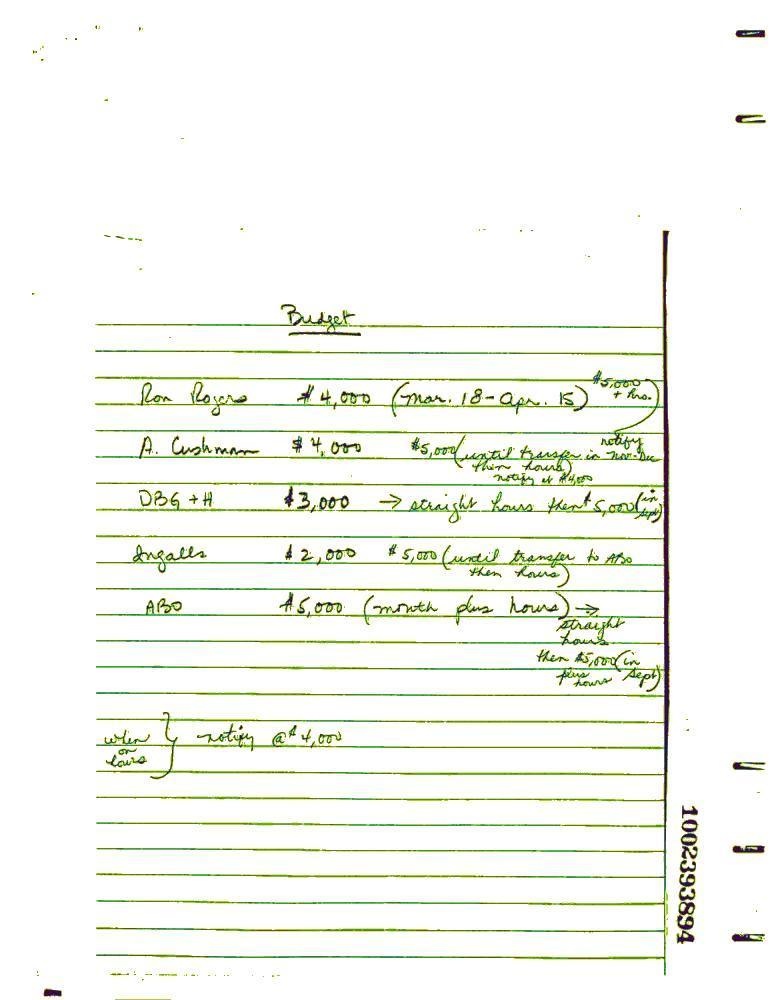 Budget
Ron Rogers $4,000 (Mar. 18 - Apr. 15) $5,000 + hrs.
notify
A. Cushman $4,000 $5,000 (until transfer in Nov-Dec
then hours)
notify at $4,000
DBG + H $3,000 → straight hours then $5,000 (in Sept)
Ingalls $2,000 $5,000 (until transfer to ABO
then hours)
ABO $5,000 (month plus hours) →
straight
hours
then $5,000 (in
plus hours Sept)
when on hours } notify @ $4,000
1002393894